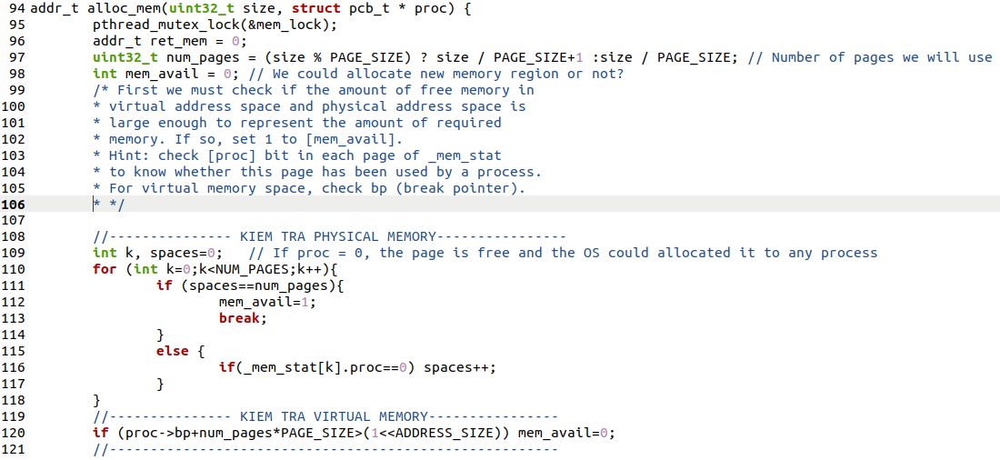 94 addr_t alloc_mem(uint32_t size, struct pcb_t * proc) {
95 pthread_mutex_lock(&mem_lock);
96 addr_t ret_mem = 0;
97 uint32_t num_pages = (size % PAGE_SIZE) ? size / PAGE_SIZE+1 :size / PAGE_SIZE; // Number of pages we will use
98 int mem_avail = 0; // We could allocate new memory region or not?
99 /* First we must check if the amount of free memory in
100 * virtual address space and physical address space is
101 * large enough to represent the amount of required
102 * memory. If so, set 1 to [mem_avail].
103 * Hint: check [proc] bit in each page of _mem_stat
104 * to know whether this page has been used by a process.
105 * For virtual memory space, check bp (break pointer).
106 * */
107
108 //--------------- KIEM TRA PHYSICAL MEMORY----------------
109 int k, spaces=0; // If proc = 0, the page is free and the OS could allocated it to any process
110 for (int k=0;k<NUM_PAGES;k++){
111 if (spaces==num_pages){
112 mem_avail=1;
113 break;
114 }
115 else {
116 if(_mem_stat[k].proc==0) spaces++;
117 }
118 }
119 //--------------- KIEM TRA VIRTUAL MEMORY----------------
120 if (proc->bp+num_pages*PAGE_SIZE>(1<<ADDRESS_SIZE)) mem_avail=0;
121 //-------------------------------------------------------